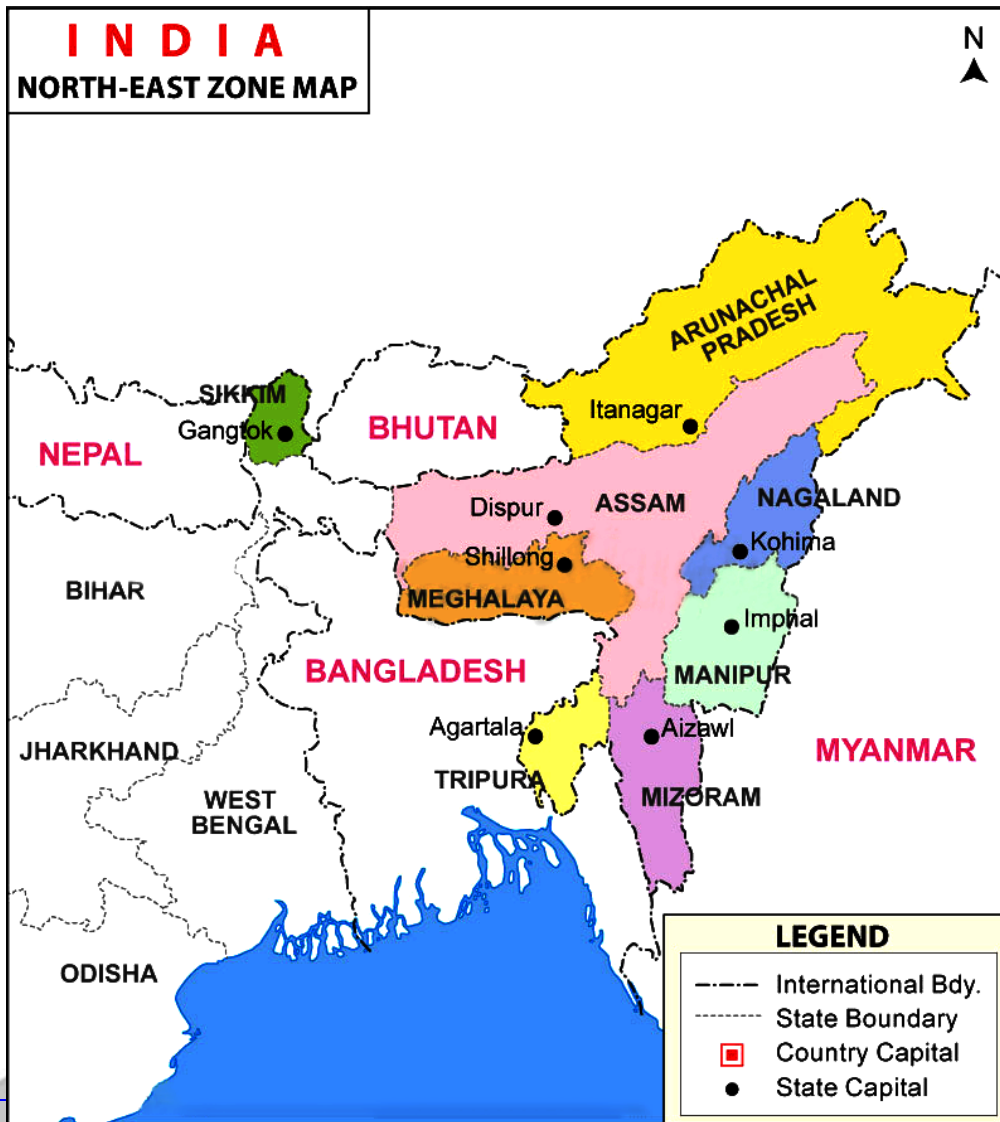 I N D I A
NORTH-EAST ZONE MAP
N
ARUNACHAL
PRADESH
SIKKIM
Itanagar
Gangtok
BHUTAN
NEPAL
Dispur
ASSAM
NAGALAND
Kohima
Shillong
BIHAR
MEGHALAYA
Imphal
BANGLADESH
MANIPUR
Agartala
Aizawl
JHARKHAND
MYANMAR
TRIPURA
MIZORAM
WEST
BENGAL
ODISHA
LEGEND
International Bdy.
State Boundary
Country Capital
State Capital